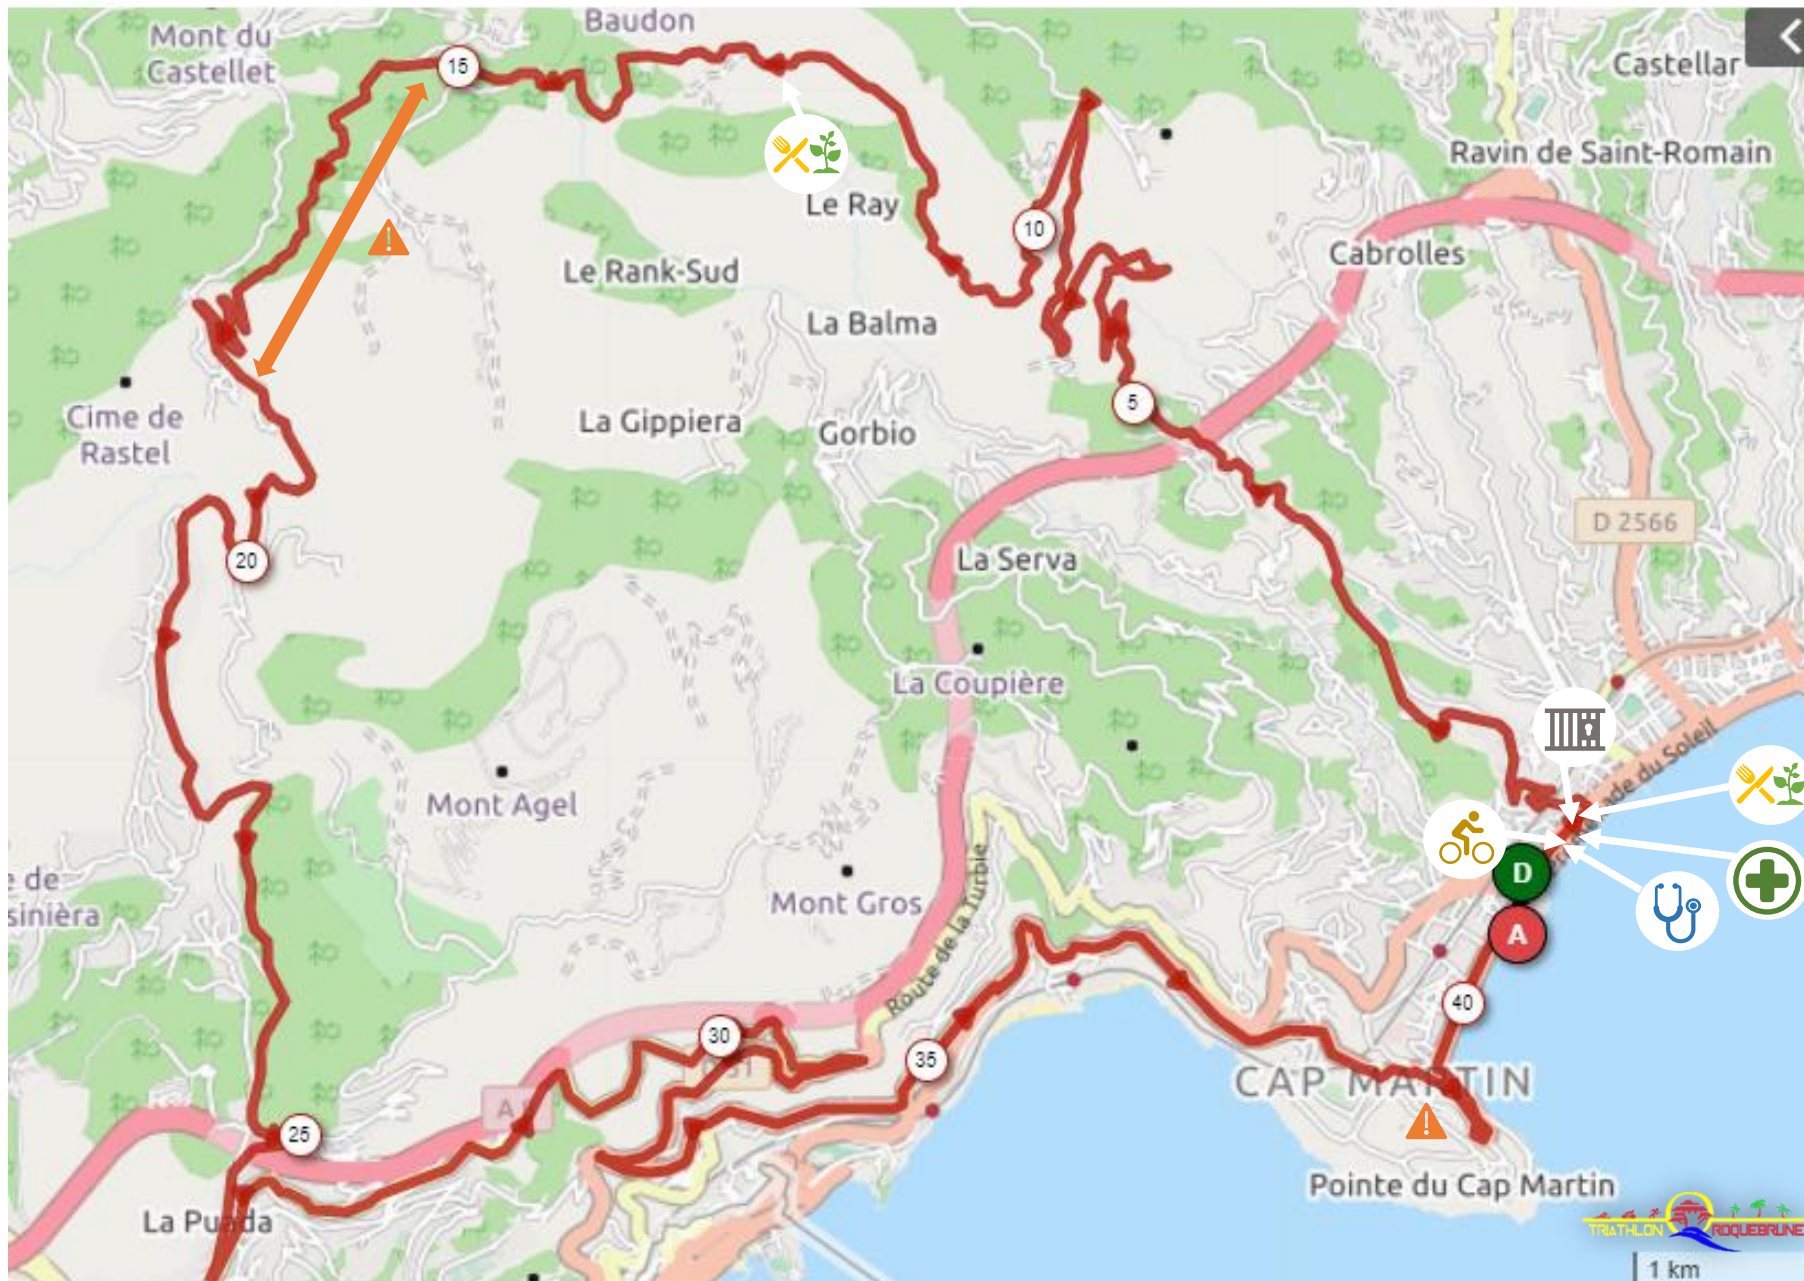 Baudon
Mont du
Castellet
15
Castellar
Ravin de Saint-Romain
Le Ray
10
Cabrolles
Le Rank-Sud
La Balma
5
Cime de
Rastel
La Gippiera
Gorbio
D 2566
20
La Serva
La Coupière
de du Soleil
Mont Agel
D
e de
sinièra
Mont Gros
Route de la Turbie
A
40
30
35
CAP MARTIN
A
25
Pointe du Cap Martin
La Puada
TRIATHLON ROQUEBRUNE
1 km